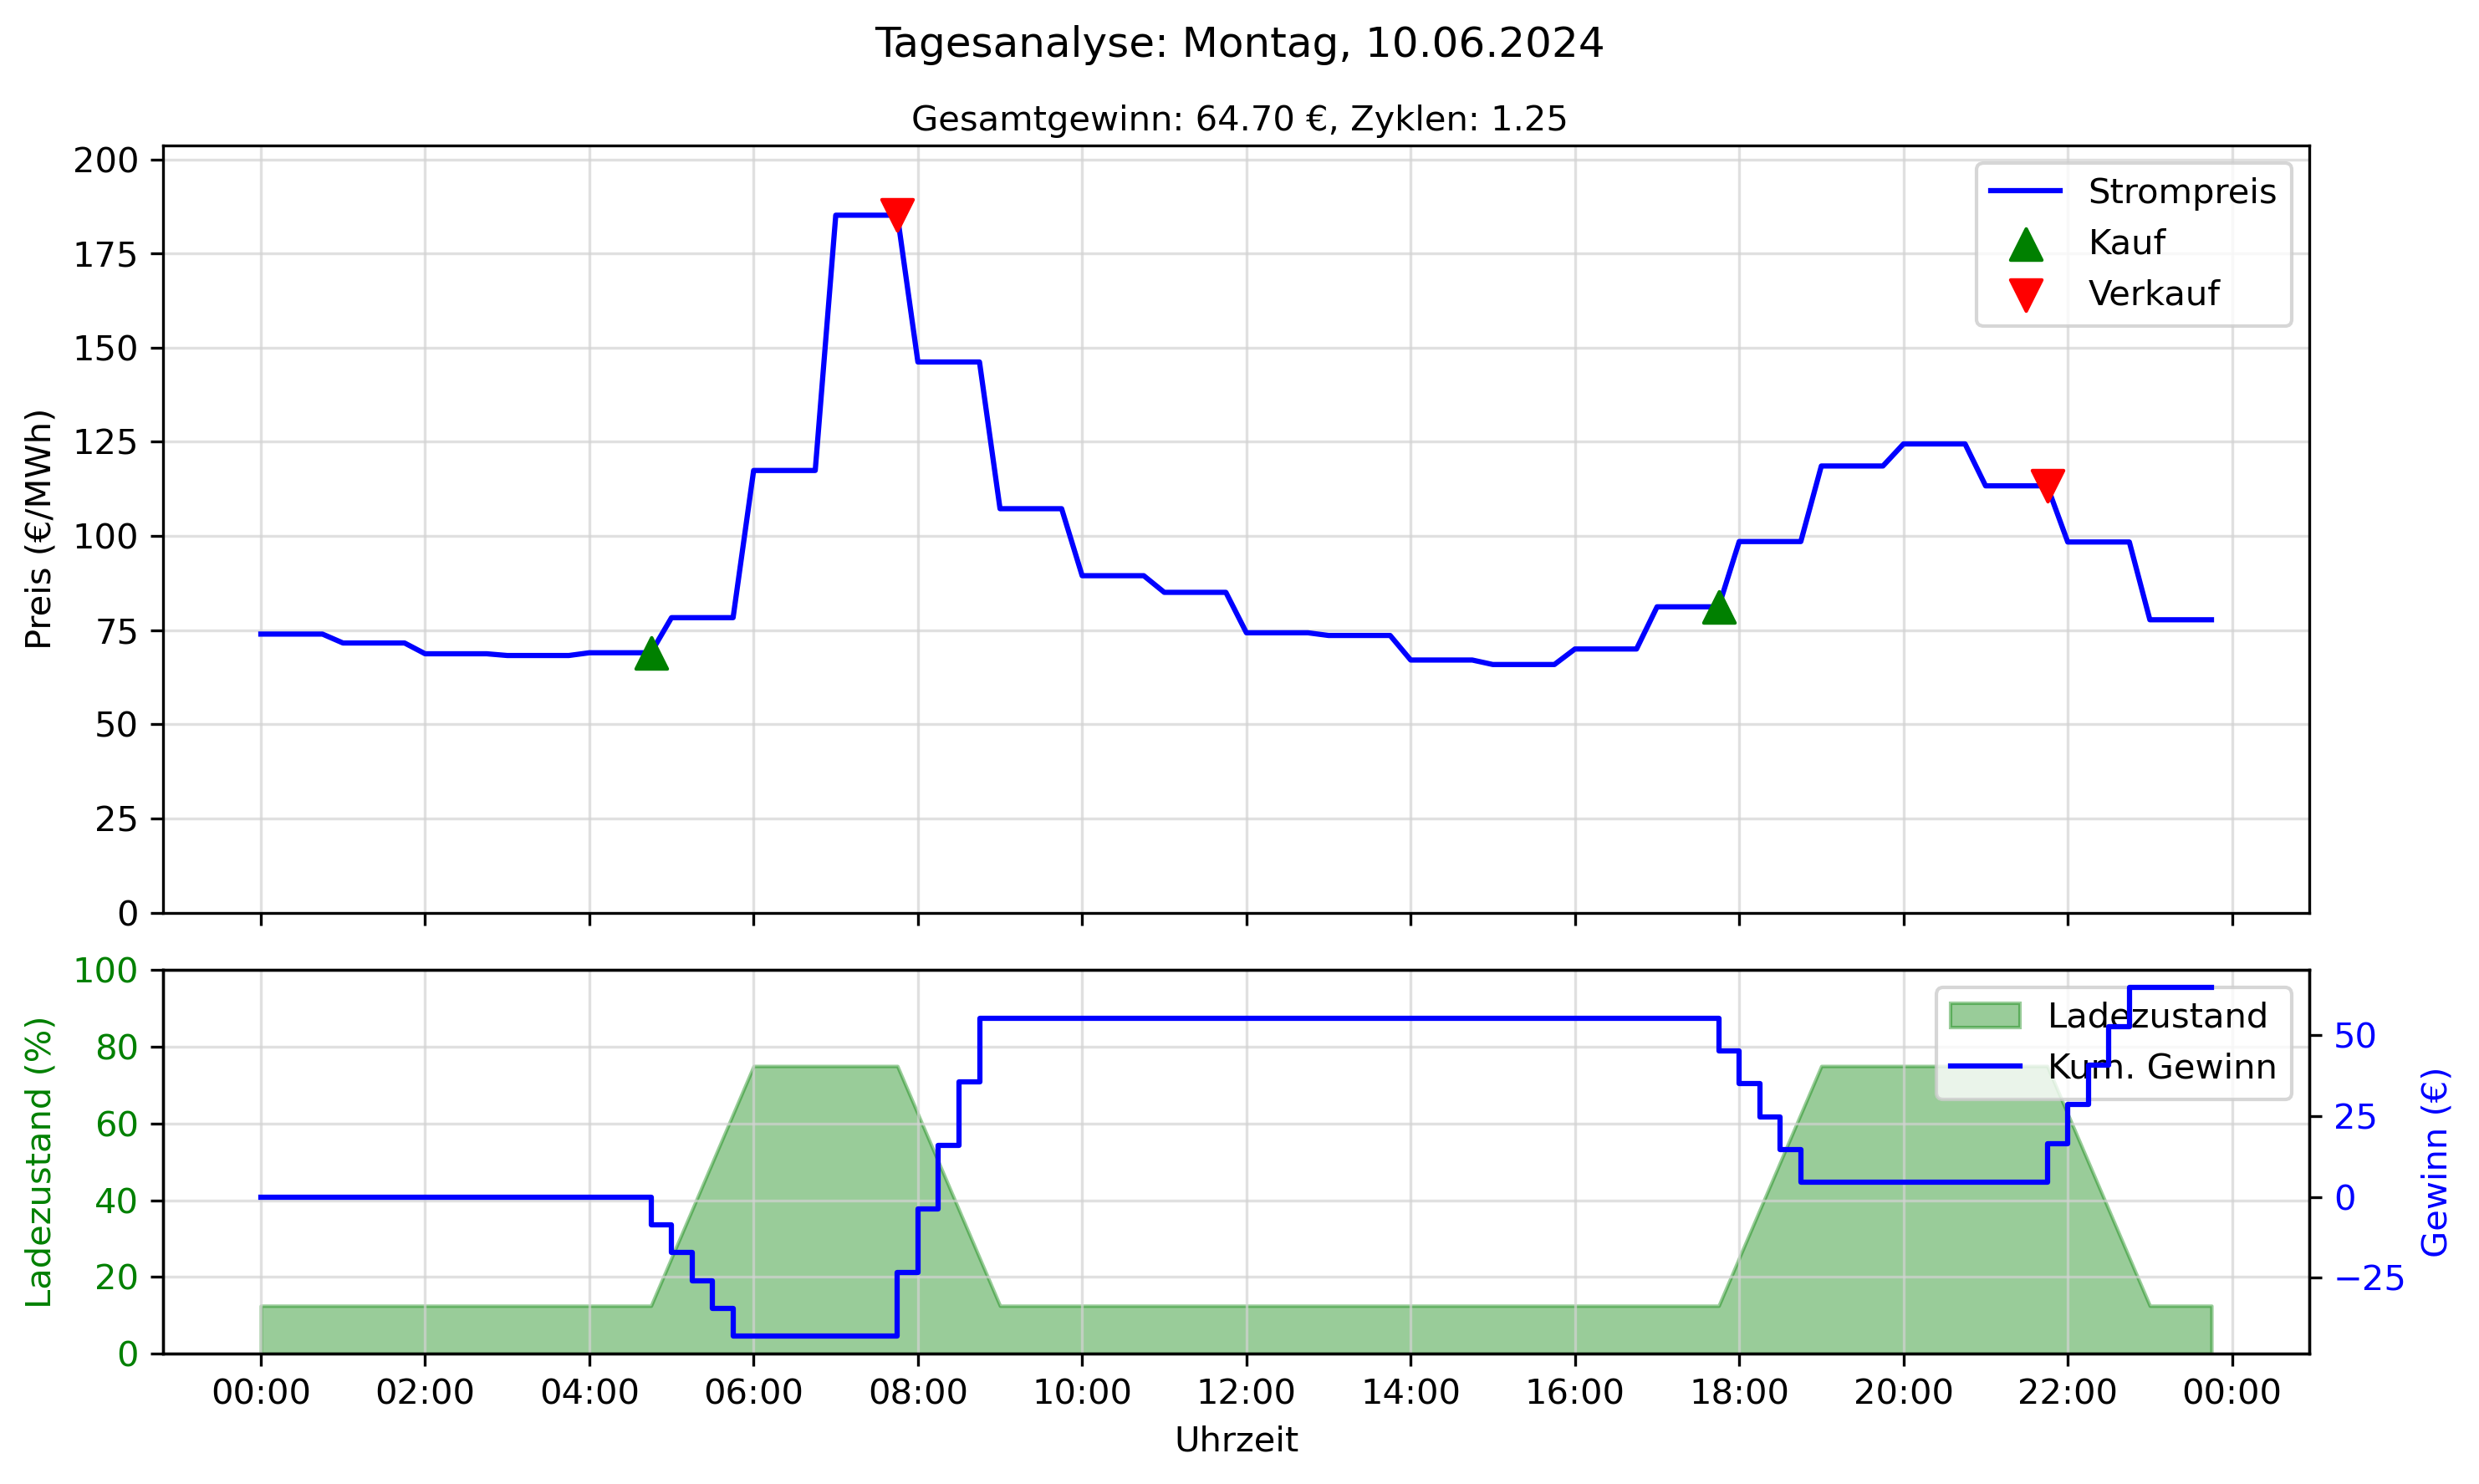 Tagesanalyse: Montag, 10.06.2024
Gesamtgewinn: 64.70 €, Zyklen: 1.25
Preis (€/MWh)
200
175
150
125
100
75
50
25
0
Strompreis
Kauf
Verkauf
Ladezustand (%)
100
80
60
40
20
0
Ladezustand
Kum. Gewinn
50
25
0
−25
Gewinn (€)
00:00 02:00 04:00 06:00 08:00 10:00 12:00 14:00 16:00 18:00 20:00 22:00 00:00
Uhrzeit